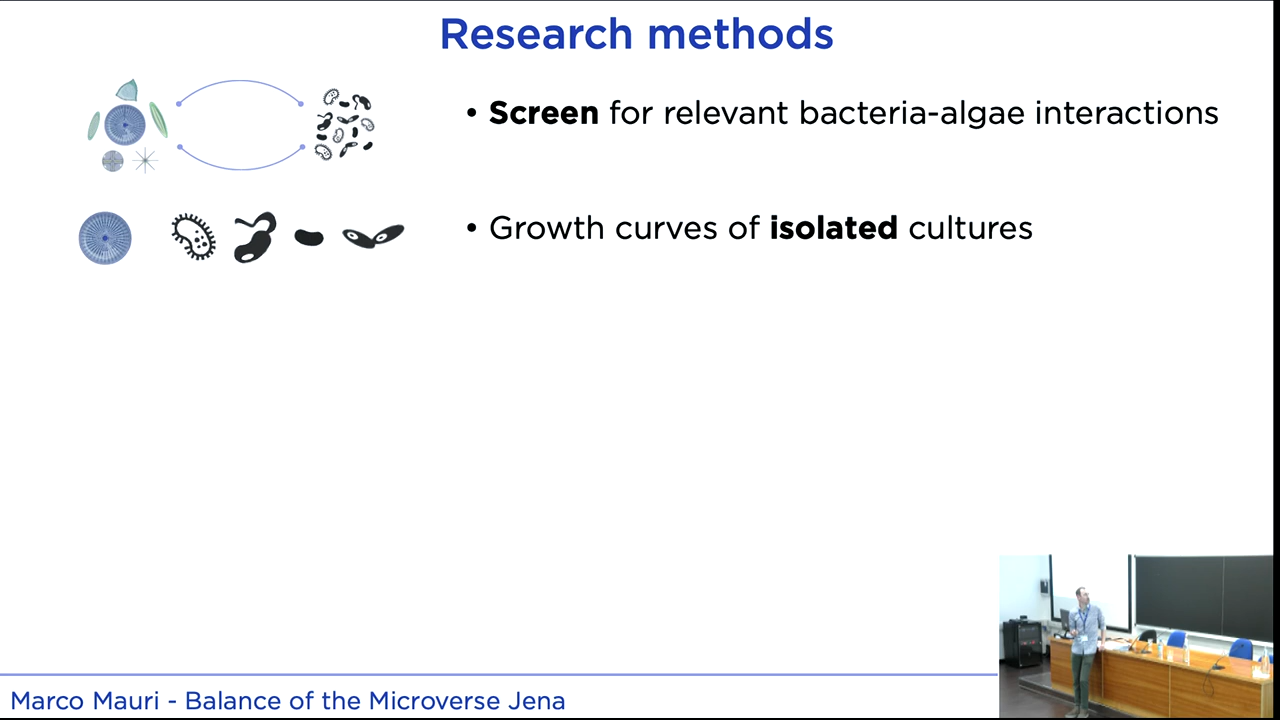 Research methods
• Screen for relevant bacteria-algae interactions
• Growth curves of isolated cultures
Marco Mauri - Balance of the Microverse Jena